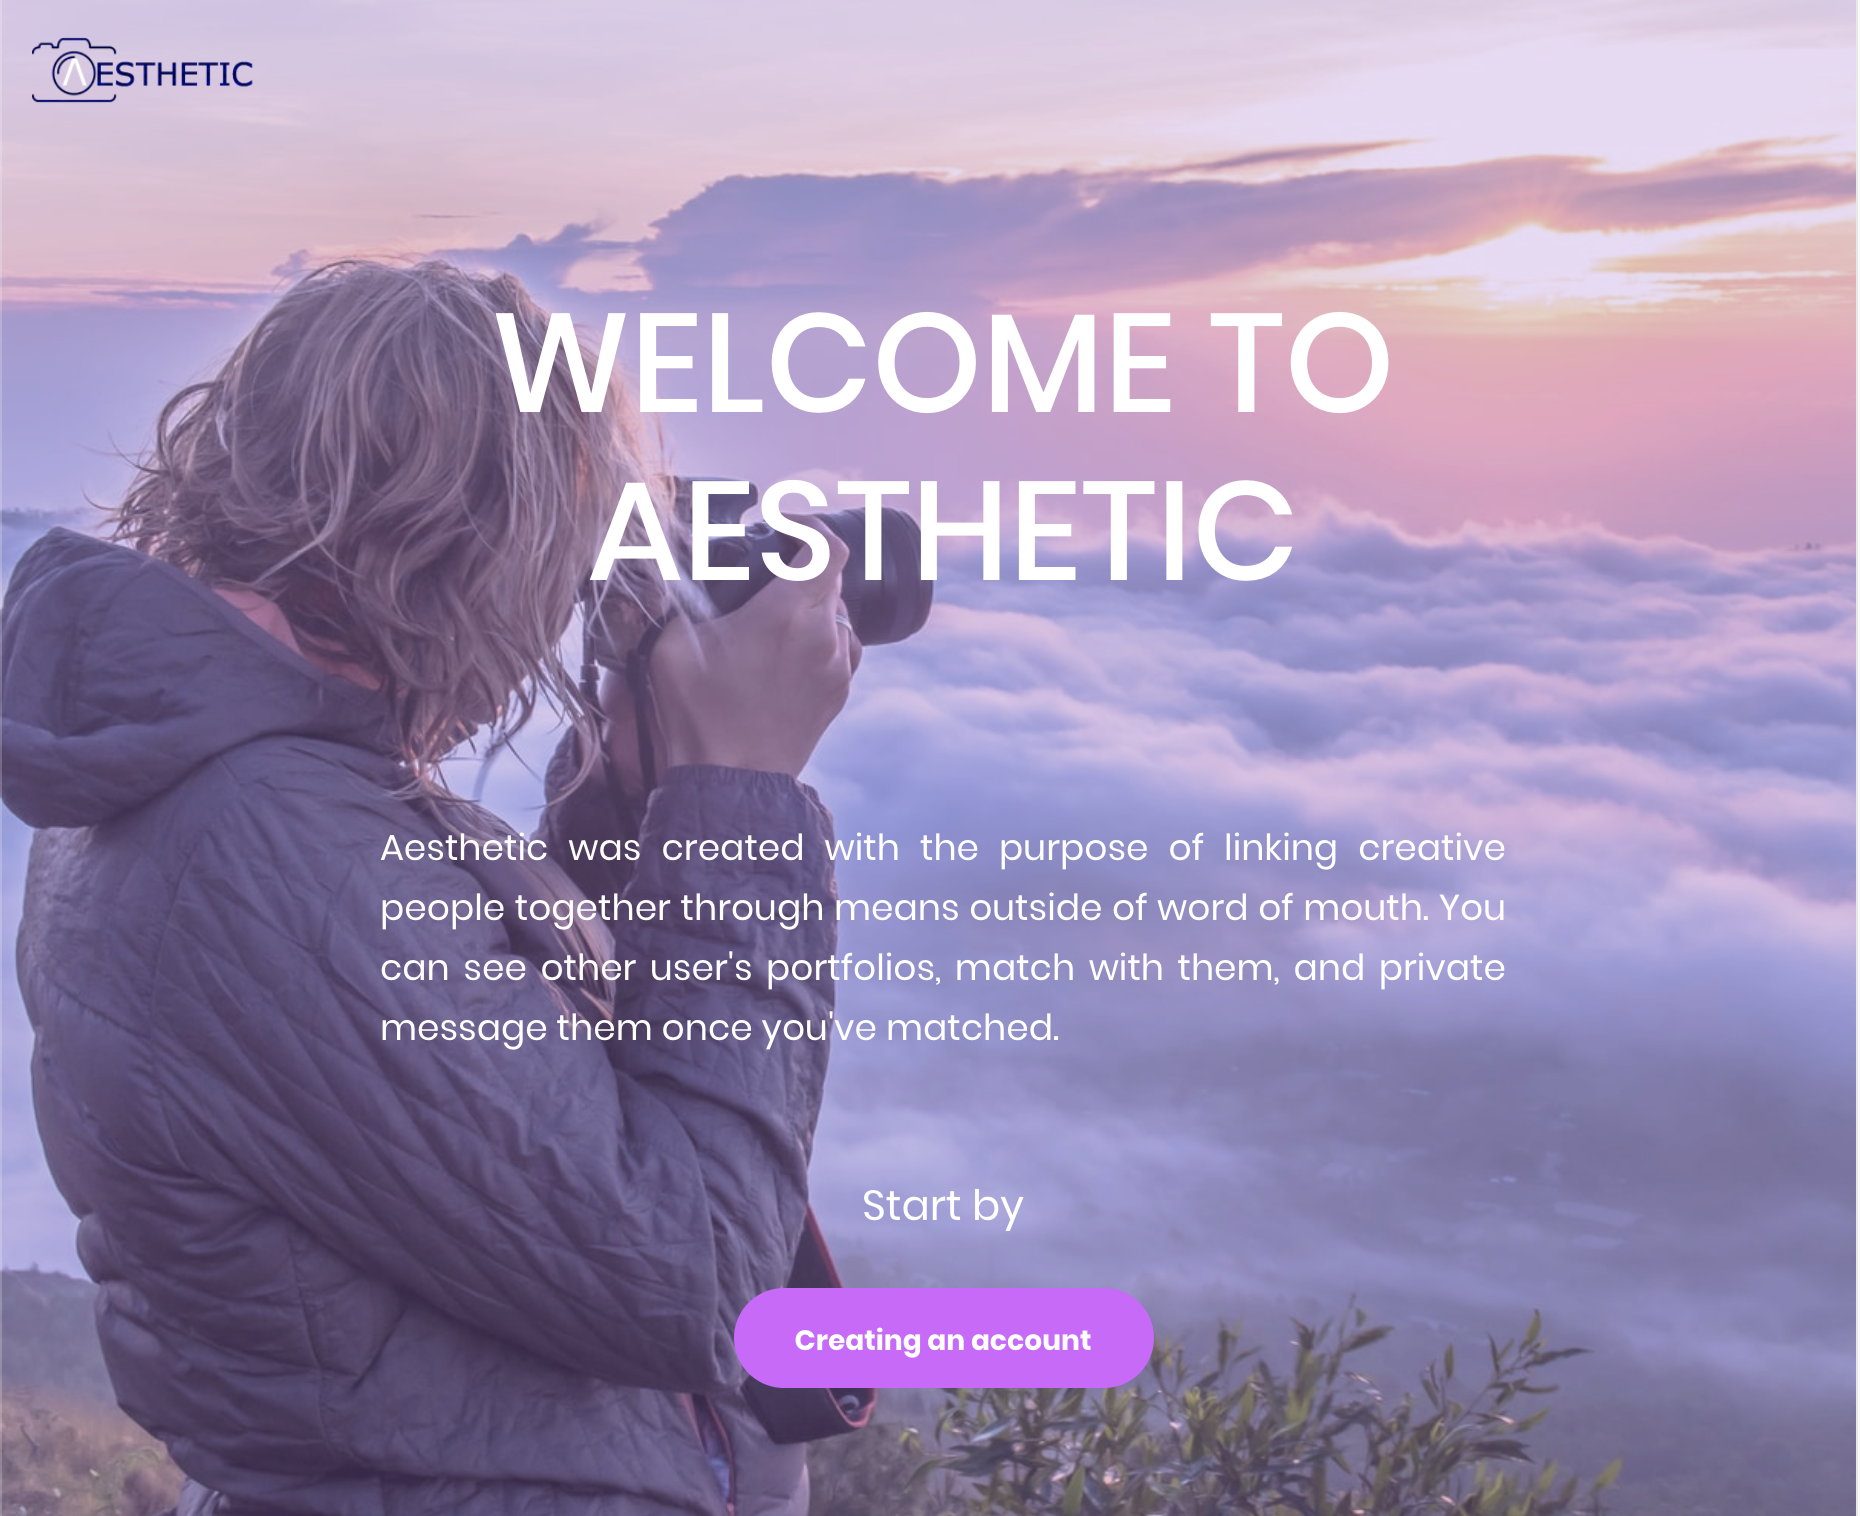 AESTHETIC
WELCOME TO
AESTHETIC
Aesthetic was created with the purpose of linking creative
people together through means outside of word of mouth. You
can see other user's portfolios, match with them, and private
message them once you've matched.
Start by
Creating an account